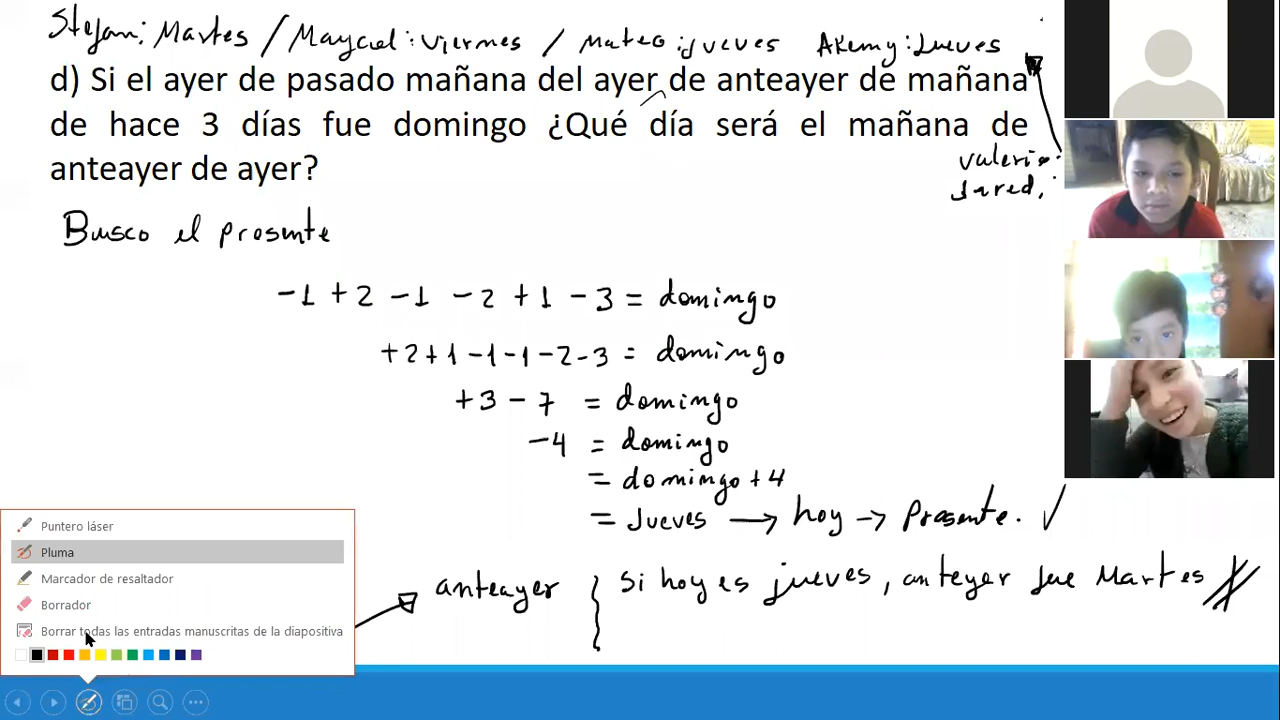 Stefani: Martes / Maycol: viernes / Mateo: jueves Akemy: Jueves
d) Si el ayer de pasado mañana del ayer de anteayer de mañana
de hace 3 días fue domingo ¿Qué día será el mañana de
anteayer de ayer?
valeria:
Jared:
Busco el presente
-1 +2 -1 -2 +1 -3 = domingo
+2+1-1-1-2-3 = domingo
+3 - 7 = domingo
-4 = domingo
= domingo +4
= Jueves → hoy → Presente. ✓
anteayer { Si hoy es jueves, anteyer fue Martes //
Puntero láser
Pluma
Marcador de resaltador
Borrador
Borrar todas las entradas manuscritas de la diapositiva